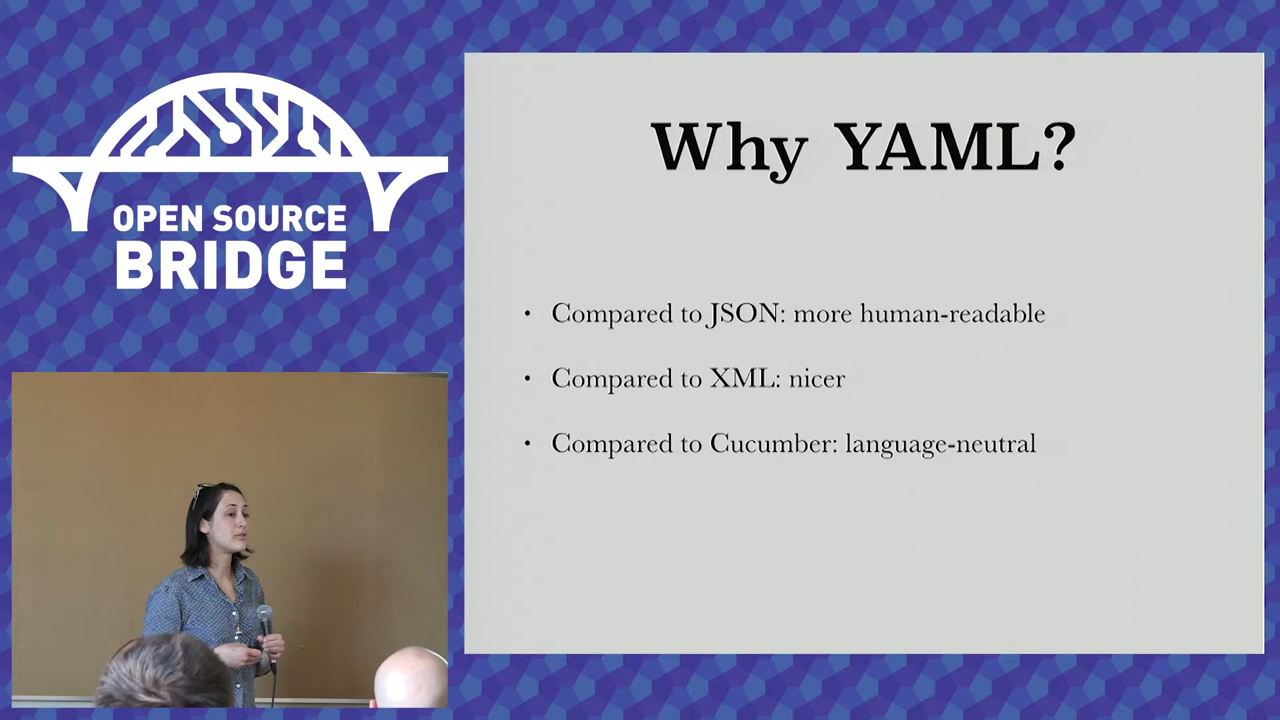 OPEN SOURCE
BRIDGE
Why YAML?
• Compared to JSON: more human-readable
• Compared to XML: nicer
• Compared to Cucumber: language-neutral